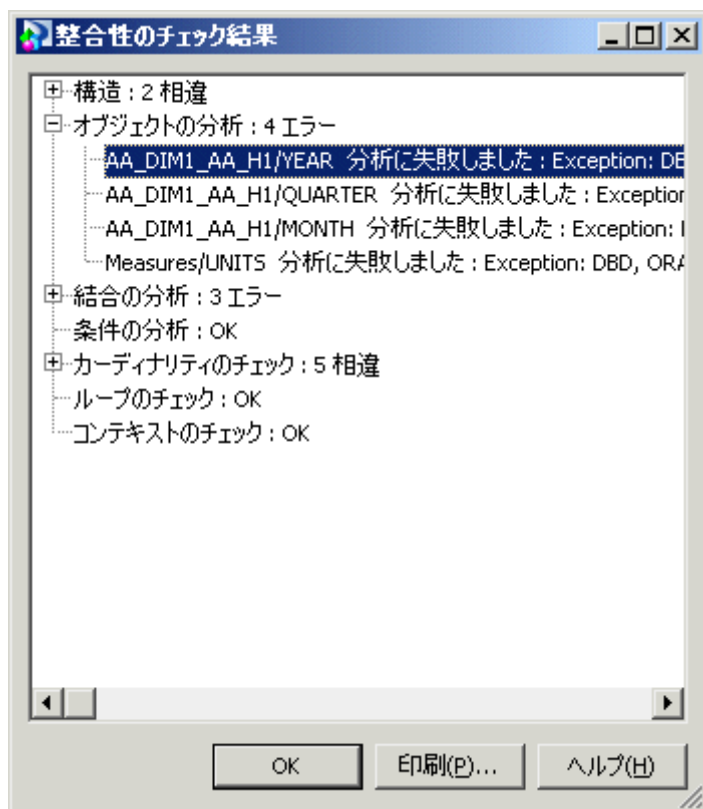 整合性のチェック結果
構造 : 2 相違
オブジェクトの分析 : 4 エラー
AA_DIM1_AA_H1/YEAR 分析に失敗しました : Exception:
AA_DIM1_AA_H1/QUARTER 分析に失敗しました : Exception
AA_DIM1_AA_H1/MONTH 分析に失敗しました : Exception:
Measures/UNITS 分析に失敗しました : Exception: DBD, ORA
結合の分析 : 3 エラー
条件の分析 : OK
カーディナリティのチェック : 5 相違
ループのチェック : OK
コンテキストのチェック : OK
OK
印刷(P)...
ヘルプ(H)